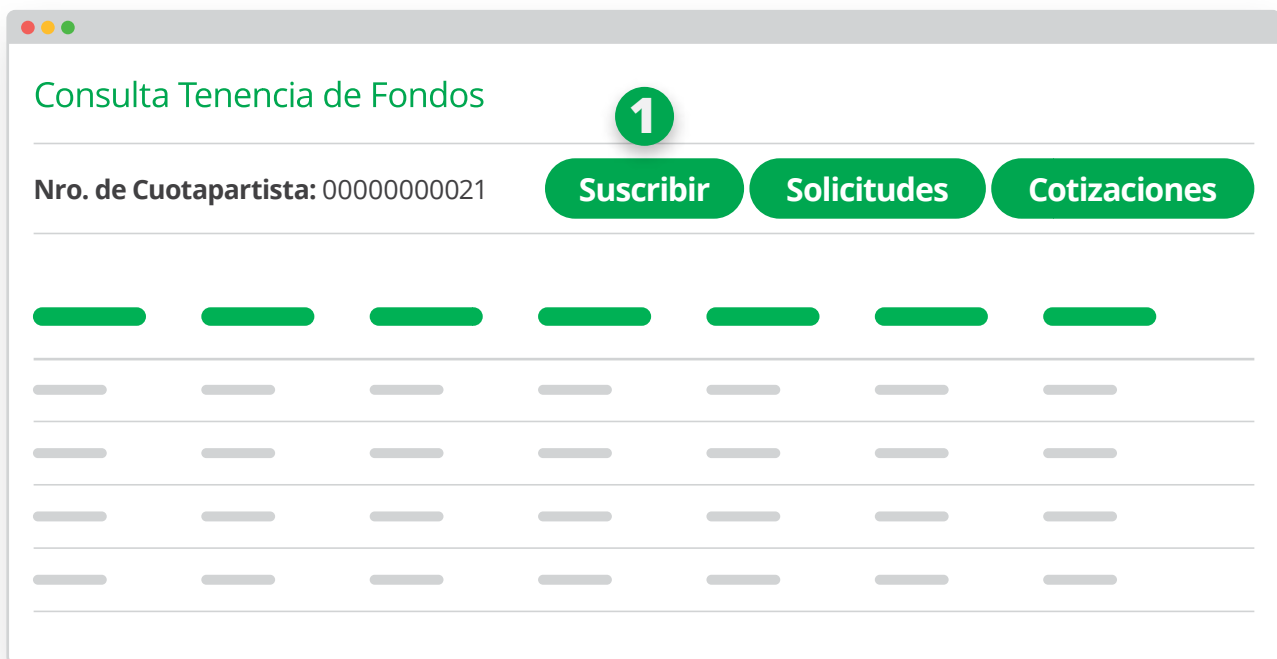 Consulta Tenencia de Fondos
1
Nro. de Cuotapartista: 00000000021 Suscribir Solicitudes Cotizaciones